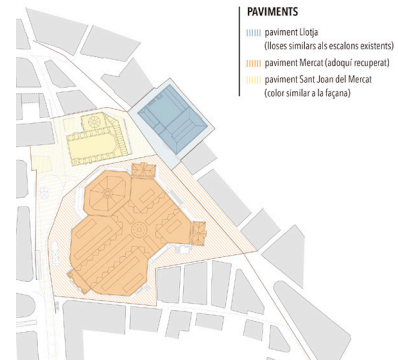 PAVIMENTS
paviment Llotja
(lloses similars als escalons existents)
paviment Mercat (adoquí recuperat)
paviment Sant Joan del Mercat
(color similar a la façana)